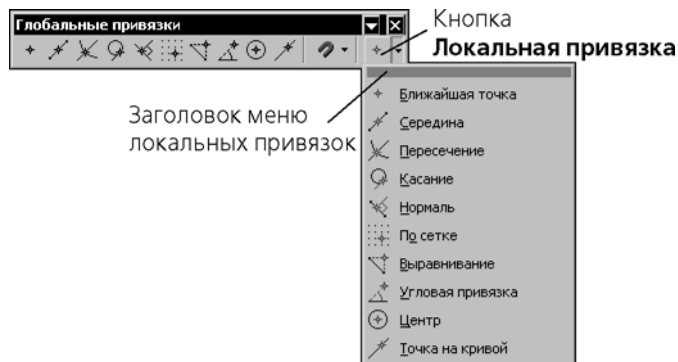 Глобальные привязки
Кнопка
Локальная привязка
Заголовок меню
локальных привязок
Ближайшая точка
Середина
Пересечение
Касание
Нормаль
По сетке
Выравнивание
Угловая привязка
Центр
Точка на кривой